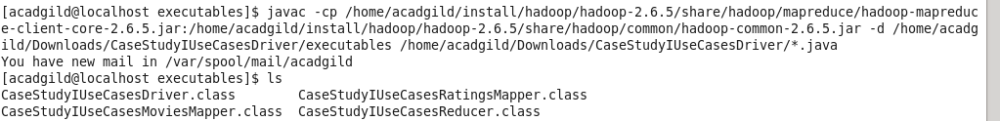 [acadgild@localhost executables]$ javac -cp /home/acadgild/install/hadoop/hadoop-2.6.5/share/hadoop/mapreduce/hadoop-mapreduc
e-client-core-2.6.5.jar:/home/acadgild/install/hadoop/hadoop-2.6.5/share/hadoop/common/hadoop-common-2.6.5.jar -d /home/acadg
ild/Downloads/CaseStudyIUseCasesDriver/executables /home/acadgild/Downloads/CaseStudyIUseCasesDriver/*.java
You have new mail in /var/spool/mail/acadgild
[acadgild@localhost executables]$ ls
CaseStudyIUseCasesDriver.class        CaseStudyIUseCasesRatingsMapper.class
CaseStudyIUseCasesMoviesMapper.class  CaseStudyIUseCasesReducer.class